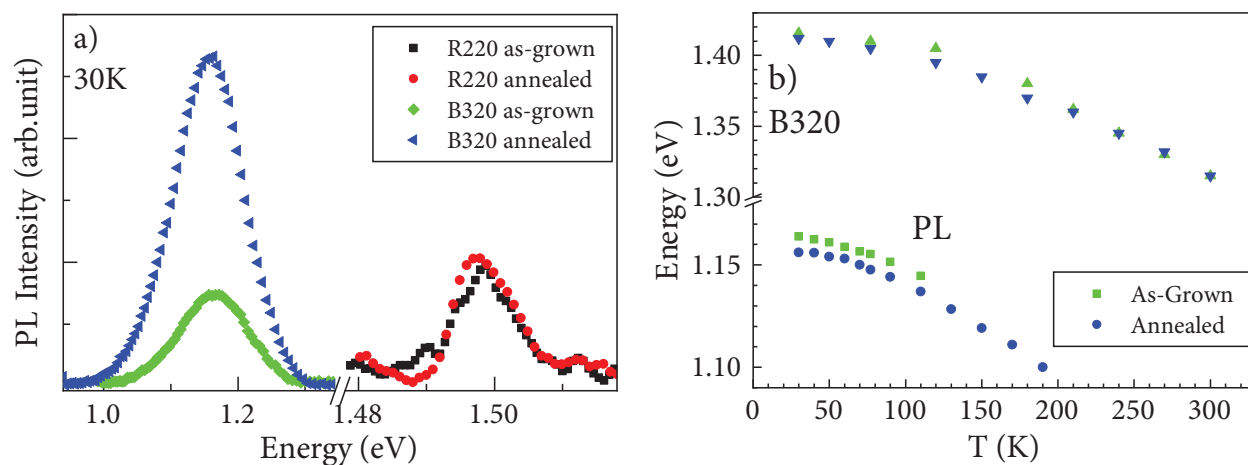 a)
30K
R220 as-grown
R220 annealed
B320 as-grown
B320 annealed
PL Intensity (arb.unit)
1.0 1.2 1.48 1.50
Energy (eV)
b)
B320
PL
As-Grown
Annealed
Energy (eV)
1.40
1.35
1.30
1.15
1.10
0 50 100 150 200 250 300
T (K)